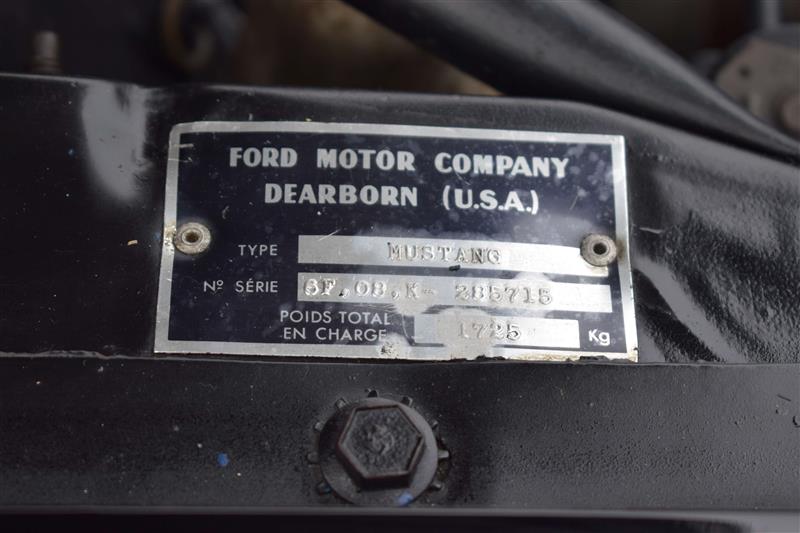 FORD MOTOR COMPANY
DEARBORN (U.S.A.)
TYPE MUSTANG
Nº SÉRIE 6F.08.K- 285715
POIDS TOTAL
EN CHARGE 1725 Kg